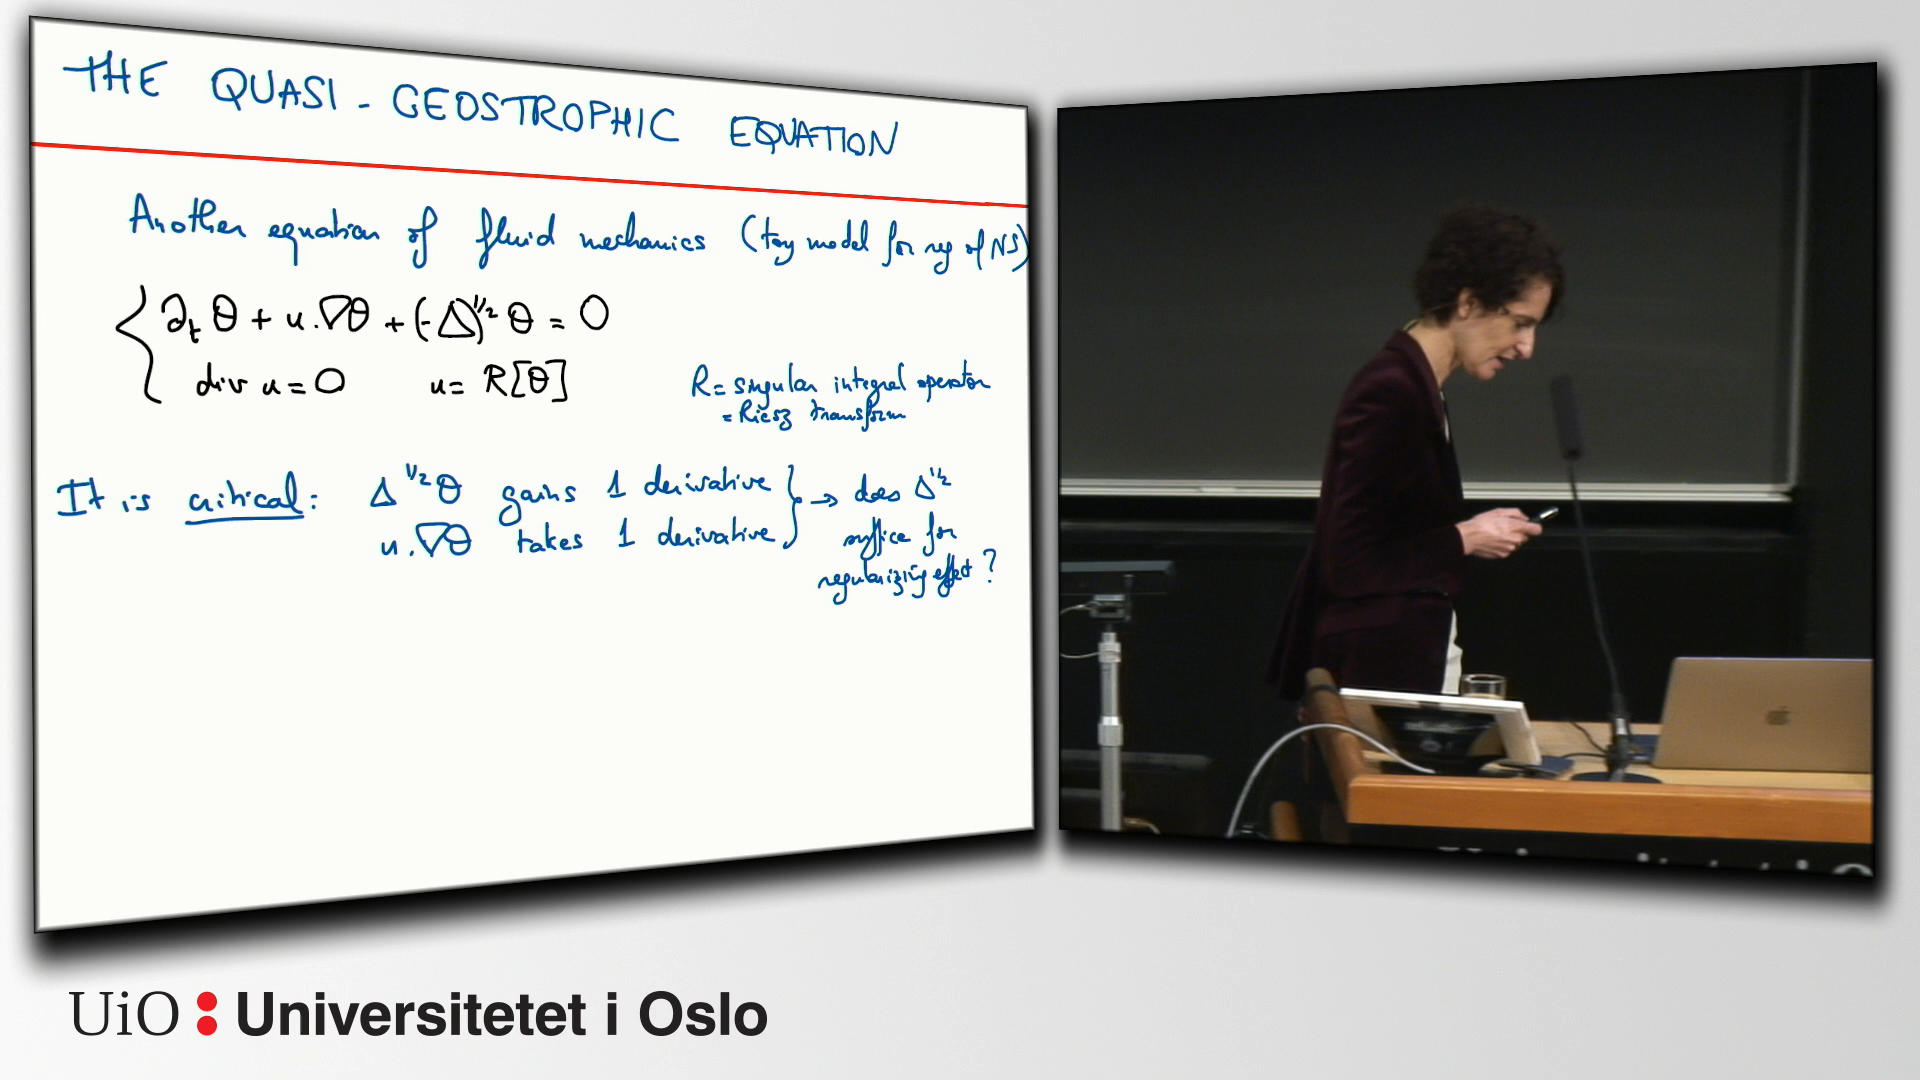 THE QUASI-GEOSTROPHIC EQUATION
Another equation of fluid mechanics (toy model for reg of NS)
∂ₜθ + u.∇θ + (-Δ)^{1/2} θ = 0
div u = 0 u = R[θ]
R = singular integral operator
= Riesz transform
It is critical: Δ^{1/2}θ gains 1 derivative
u.∇θ takes 1 derivative
→ does Δ^{1/2}
suffice for
regularizing effect?
UiO : Universitetet i Oslo